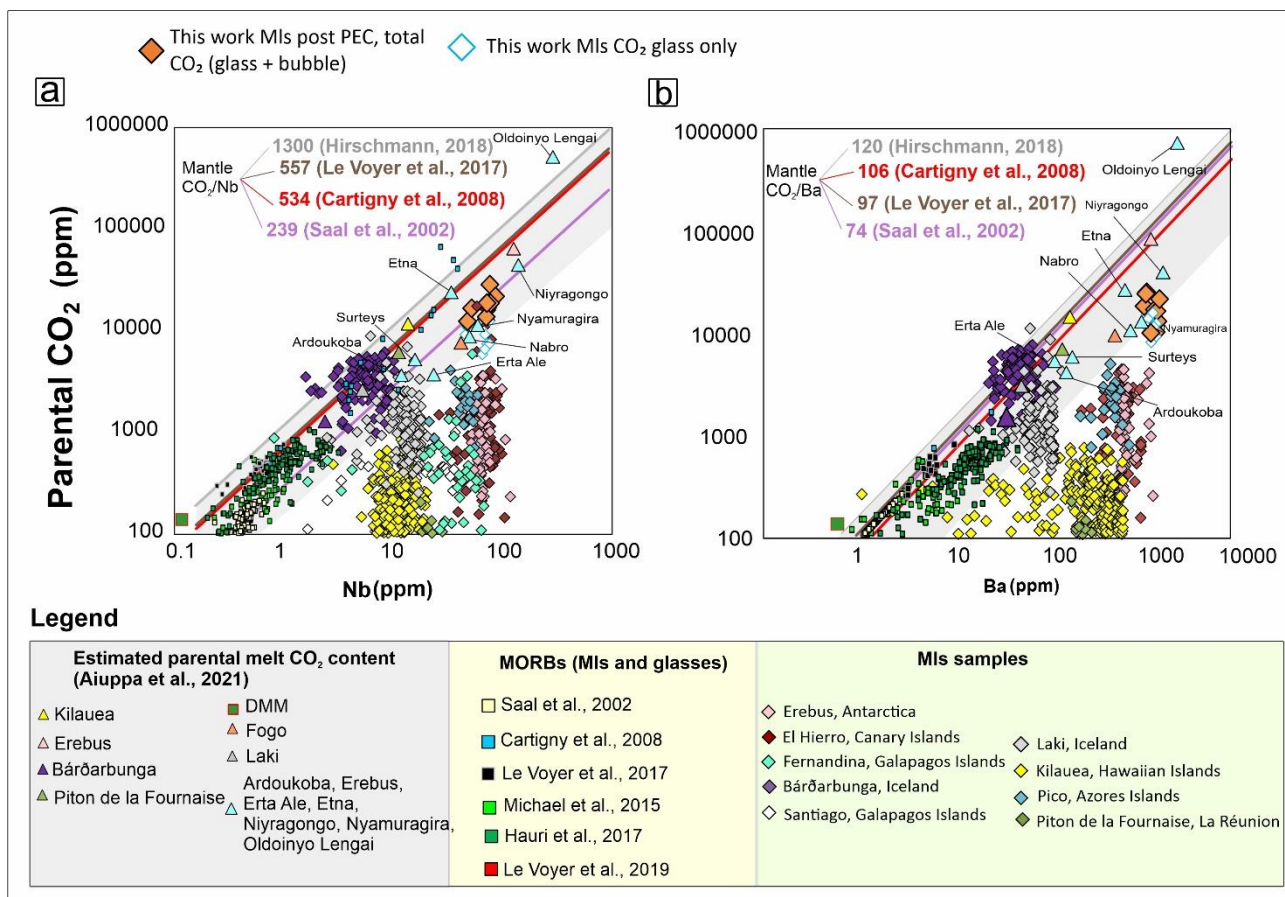 This work MIs post PEC, total
CO₂ (glass + bubble)
This work MIs CO₂ glass only
a
1000000
100000
10000
1000
100
0.1
1
10
100
1000
Nb(ppm)
Parental CO₂ (ppm)
Mantle
CO₂/Nb
1300 (Hirschmann, 2018)
557 (Le Voyer et al., 2017)
534 (Cartigny et al., 2008)
239 (Saal et al., 2002)
Oldoinyo Lengai
Etna
Niyragongo
Surteys
Nyamuragira
Ardoukoba
Nabro
Erta Ale
b
1000000
100000
10000
1000
100
1
10
100
1000
10000
Ba(ppm)
Mantle
CO₂/Ba
120 (Hirschmann, 2018)
106 (Cartigny et al., 2008)
97 (Le Voyer et al., 2017)
74 (Saal et al., 2002)
Oldoinyo Lengai
Niyragongo
Etna
Nabro
Erta Ale
Nyamuragira
Surteys
Ardoukoba
Legend
Estimated parental melt CO₂ content
(Aiuppa et al., 2021)
Kilauea
Erebus
Bárðarbunga
Piton de la Fournaise
DMM
Fogo
Laki
Ardoukoba, Erebus,
Erta Ale, Etna,
Niyragongo, Nyamuragira,
Oldoinyo Lengai
MORBs (MIs and glasses)
Saal et al., 2002
Cartigny et al., 2008
Le Voyer et al., 2017
Michael et al., 2015
Hauri et al., 2017
Le Voyer et al., 2019
MIs samples
Erebus, Antarctica
El Hierro, Canary Islands
Fernandina, Galapagos Islands
Bárðarbunga, Iceland
Santiago, Galapagos Islands
Laki, Iceland
Kilauea, Hawaiian Islands
Pico, Azores Islands
Piton de la Fournaise, La Réunion